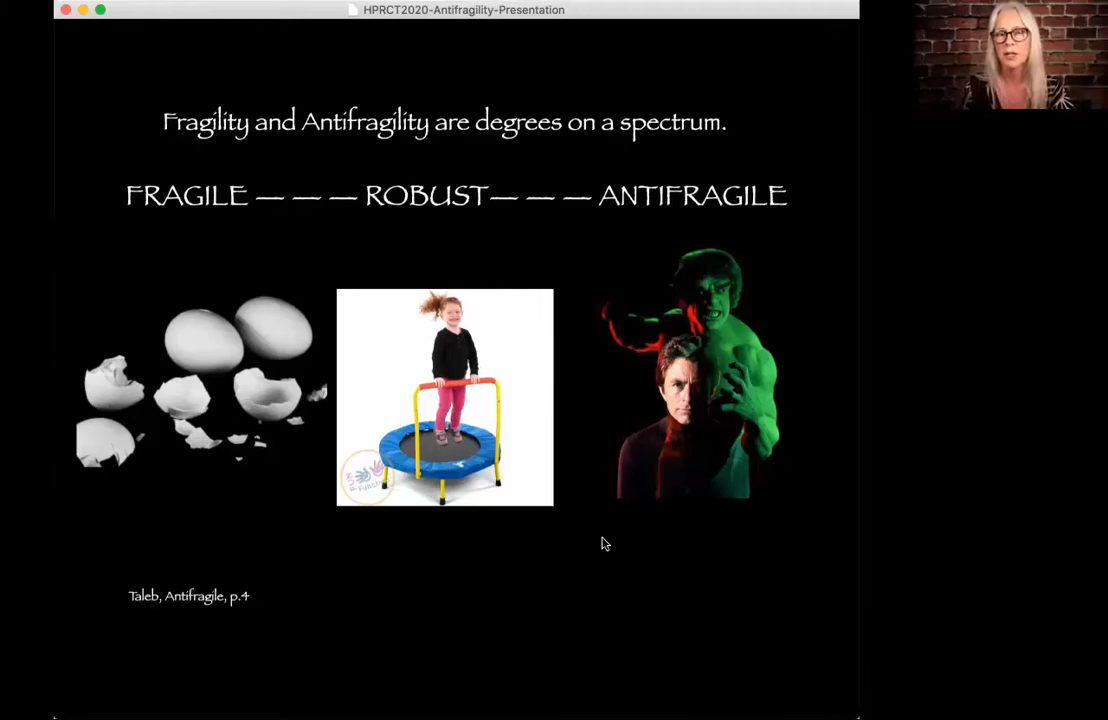 HPRCT2020-Antifragility-Presentation
Fragility and Antifragility are degrees on a spectrum.
FRAGILE — — — ROBUST— — — ANTIFRAGILE
Taleb, Antifragile, p.4